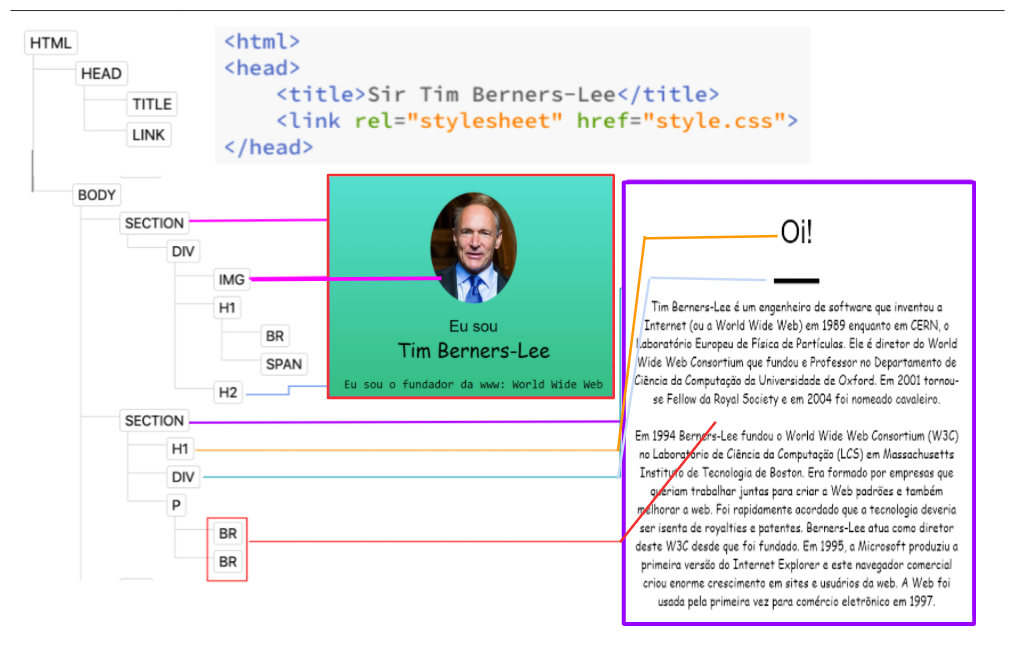 HTML
HEAD
TITLE
LINK
<html>
<head>
<title>Sir Tim Berners-Lee</title>
<link rel="stylesheet" href="style.css">
</head>
BODY
SECTION
DIV
IMG
H1
BR
SPAN
H2
SECTION
H1
DIV
P
BR
BR
Eu sou
Tim Berners-Lee
Eu sou o fundador da www: World Wide Web
Oi!
Tim Berners-Lee é um engenheiro de software que inventou a
Internet (ou a World Wide Web) em 1989 enquanto em CERN, o
Laboratório Europeu de Física de Partículas. Ele é diretor do World
Wide Web Consortium que fundou e Professor no Departamento de
Ciência da Computação da Universidade de Oxford. Em 2001 tornou-
se Fellow da Royal Society e em 2004 foi nomeado cavaleiro.
Em 1994 Berners-Lee fundou o World Wide Web Consortium (W3C)
no Laboratório de Ciência da Computação (LCS) em Massachusetts
Instituto de Tecnologia de Boston. Era formado por empresas que
queriam trabalhar juntas para criar a Web padrões e também
melhorar a web. Foi rapidamente acordado que a tecnologia deveria
ser isenta de royalties e patentes. Berners-Lee atua como diretor
deste W3C desde que foi fundado. Em 1995, a Microsoft produziu a
primeira versão do Internet Explorer e este navegador comercial
criou enorme crescimento em sites e usuários da web. A Web foi
usada pela primeira vez para comércio eletrônico em 1997.